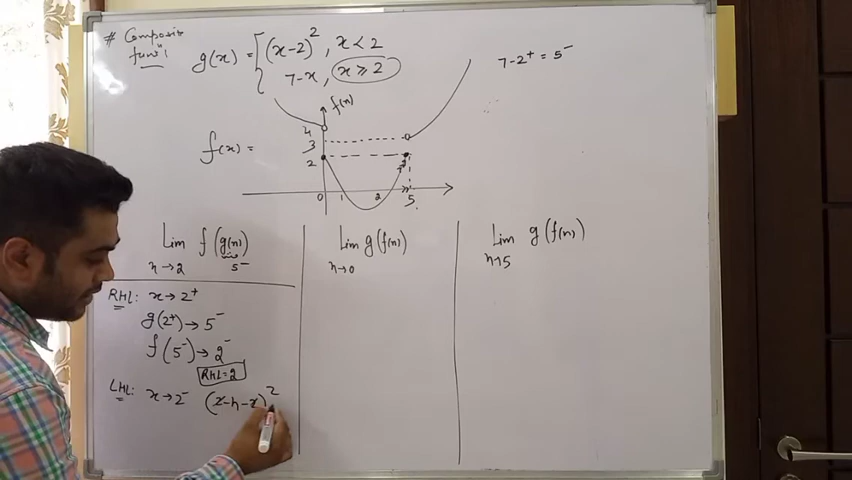 # Composite funⁿ!
g(x) = { (x-2)², x < 2
7-x, x ≥ 2
7-2⁺ = 5⁻
f(x)
4
3
2
f(x) =
0 1 2 5
Lim f(g(x))
x→2 5⁻
RHL: x→2⁺
g(2⁺)→5⁻
f(5⁻)→2⁻
RHL=2
LHL: x→2⁻ (2-h-2)²
Lim g(f(x))
x→0
Lim g(f(x))
x→5